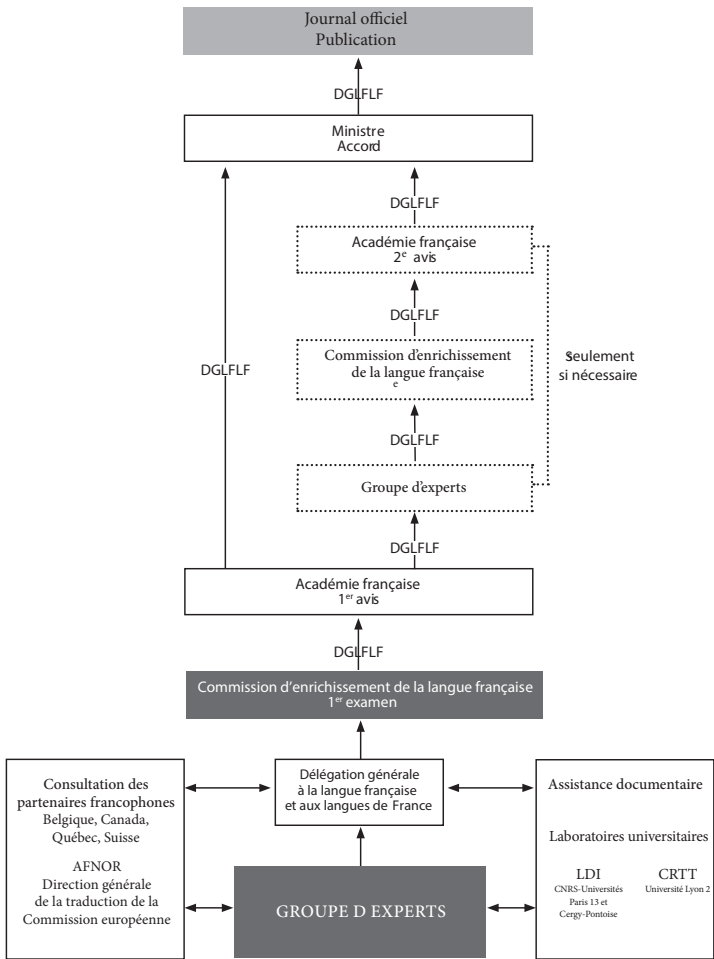 Journal officiel
Publication
DGLFLF
Ministre
Accord
DGLFLF
Académie française
2e avis
DGLFLF
Commission d'enrichissement
de la langue française
e
Seulement
si nécessaire
DGLFLF
DGLFLF
Groupe d'experts
DGLFLF
Académie française
1er avis
DGLFLF
Commission d'enrichissement de la langue française
1er examen
Consultation des
partenaires francophones
Belgique, Canada,
Québec, Suisse
AFNOR
Direction générale
de la traduction de la
Commission européenne
Délégation générale
à la langue française
et aux langues de France
GROUPE D EXPERTS
Assistance documentaire
Laboratoires universitaires
LDI
CNRS-Universités
Paris 13 et
Cergy-Pontoise
CRTT
Université Lyon 2